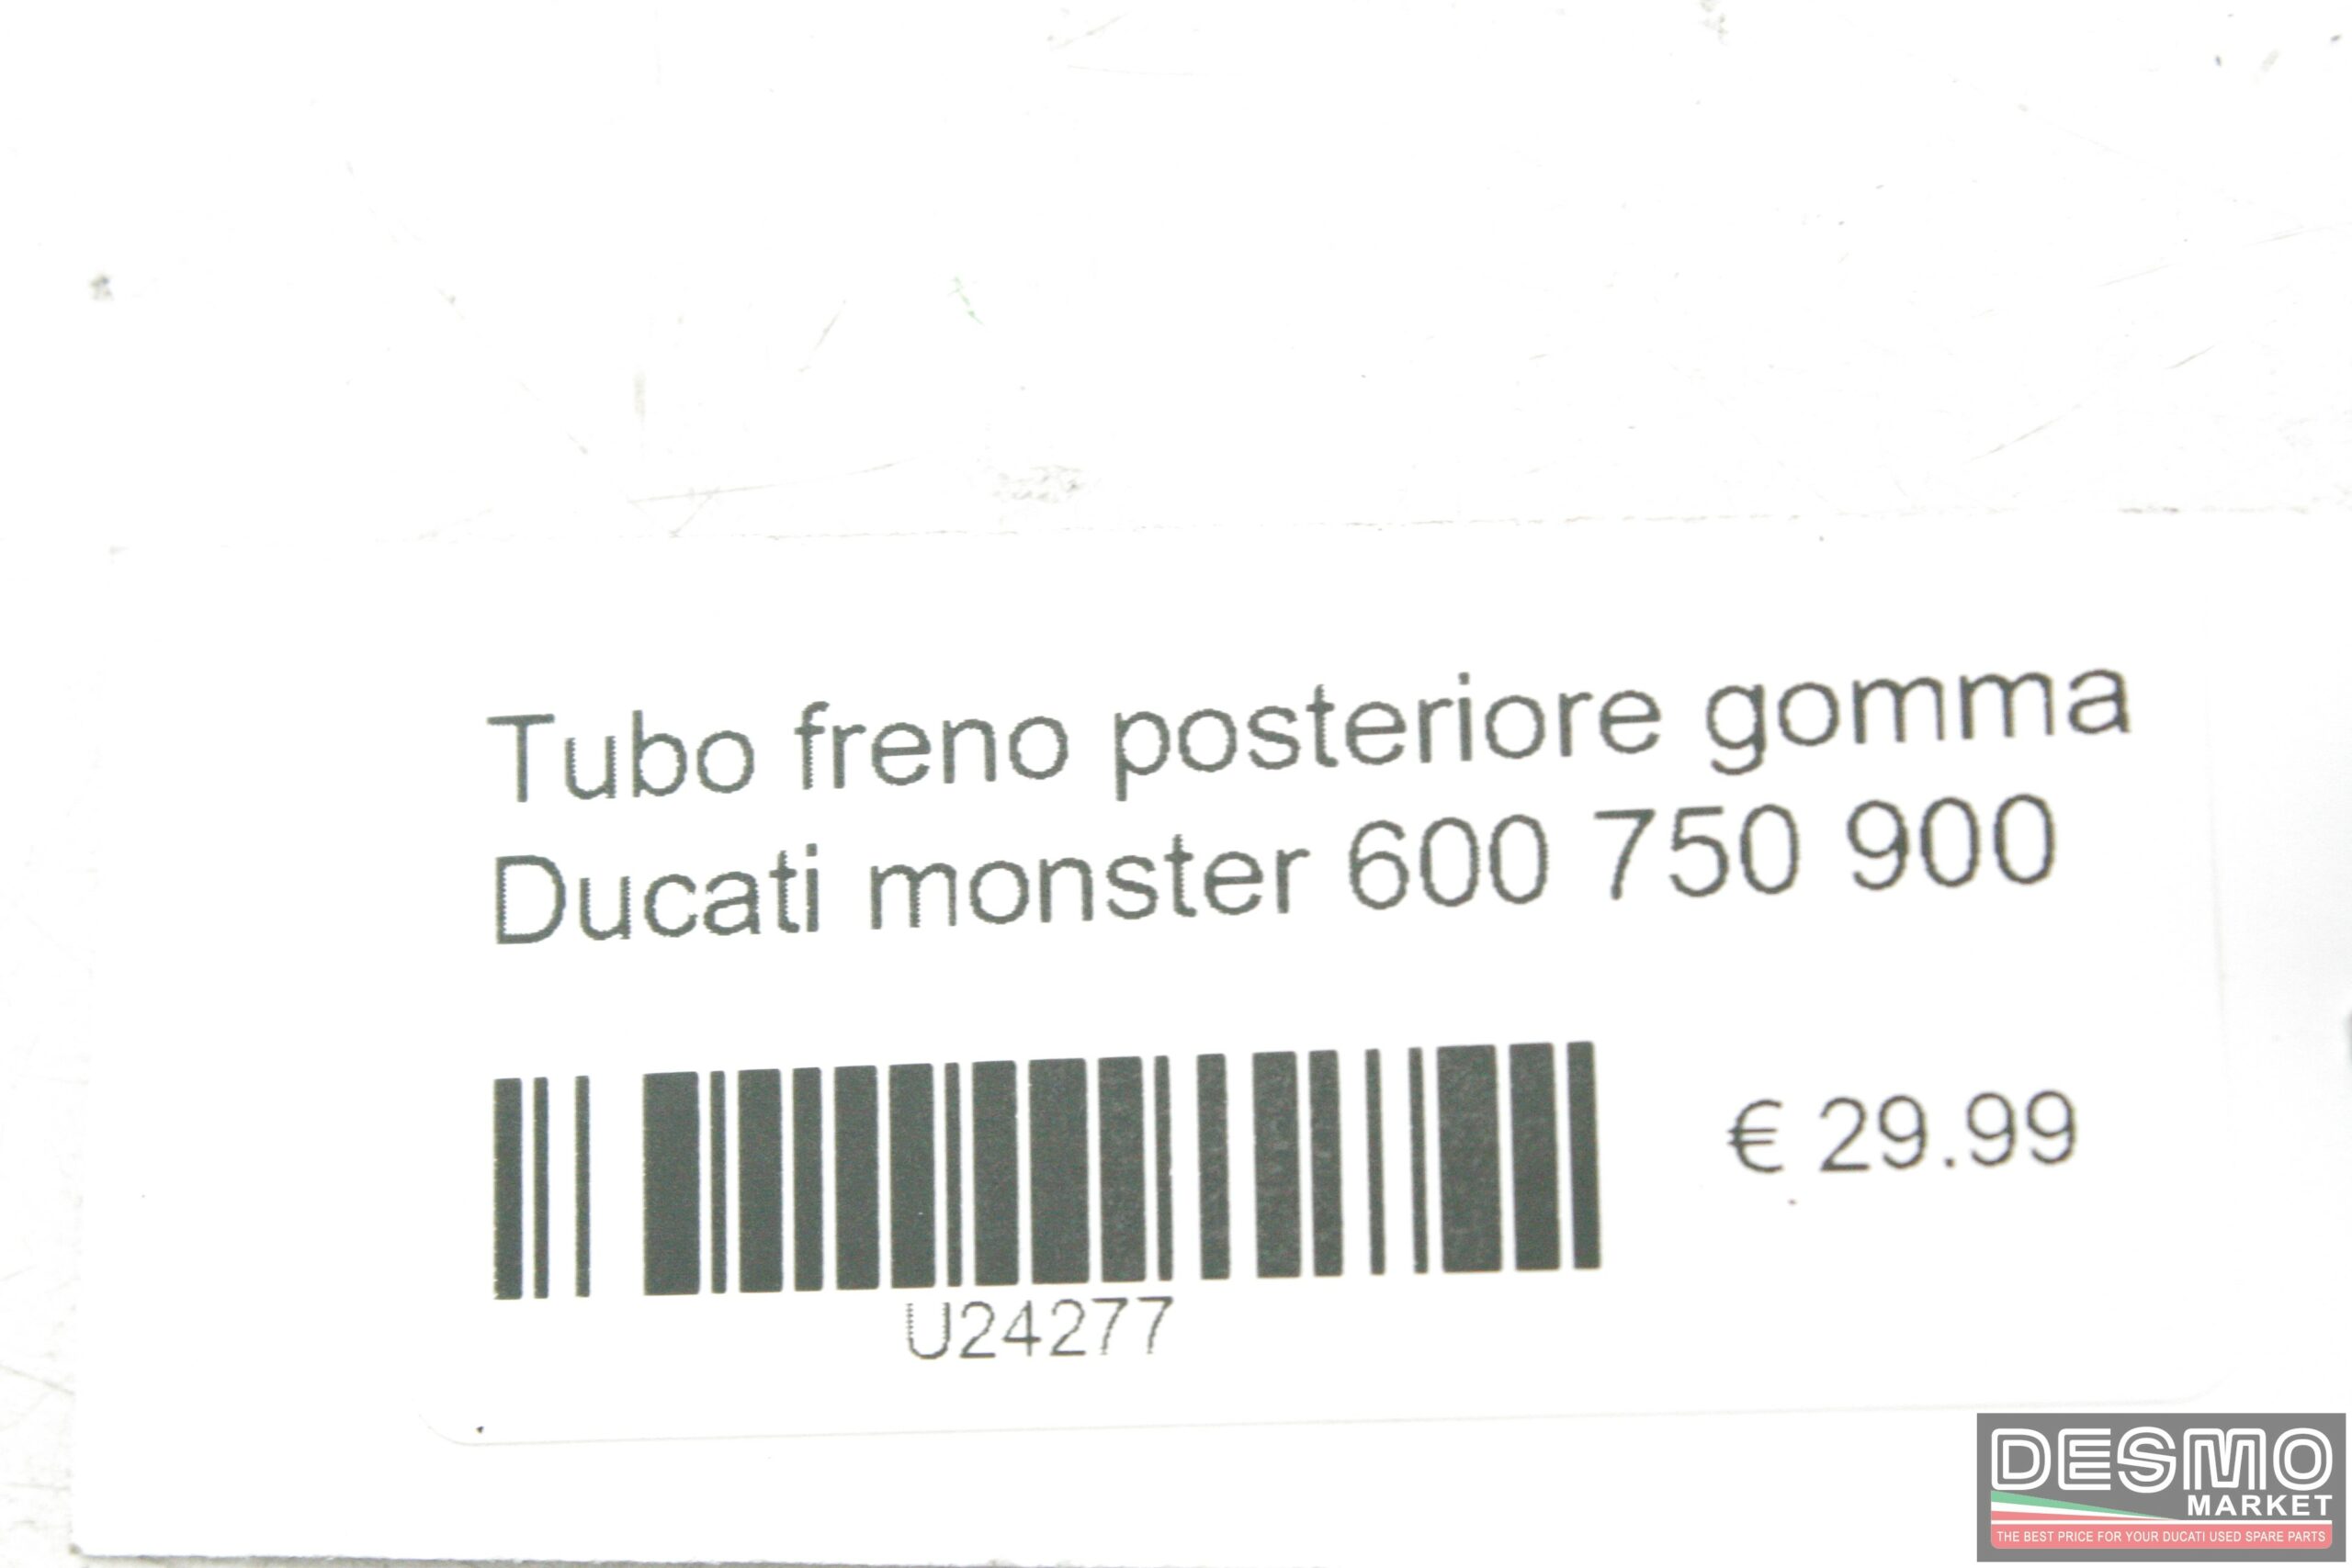 Tubo freno posteriore gomma
Ducati monster 600 750 900
€ 29.99
U24277
DESMO
MARKET
THE BEST PRICE FOR YOUR DUCATI USED SPARE PARTS